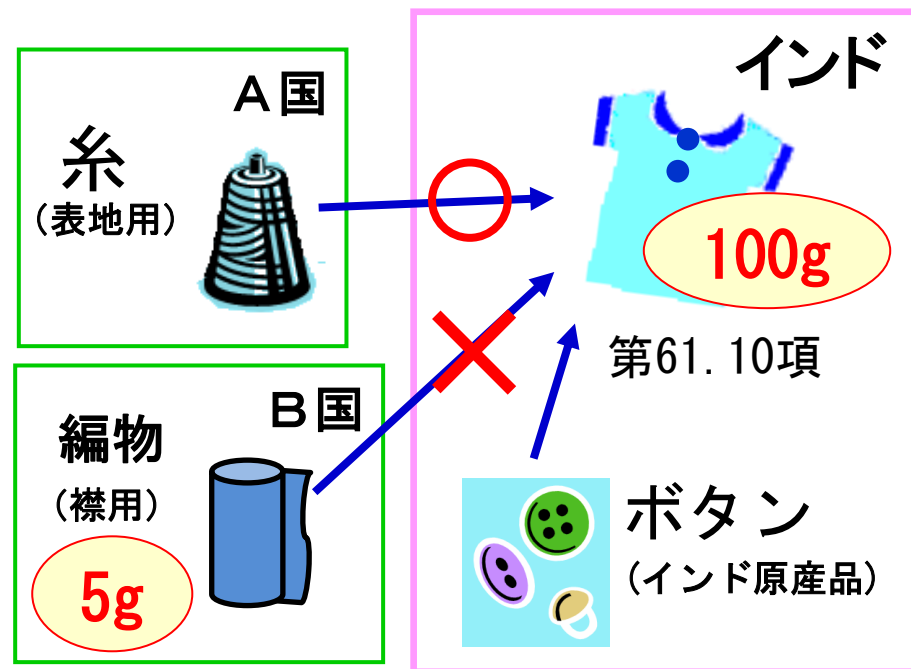 A国
糸
(表地用)
B国
編物
(襟用)
5g
インド
100g
第61.10項
ボタン
(インド原産品)